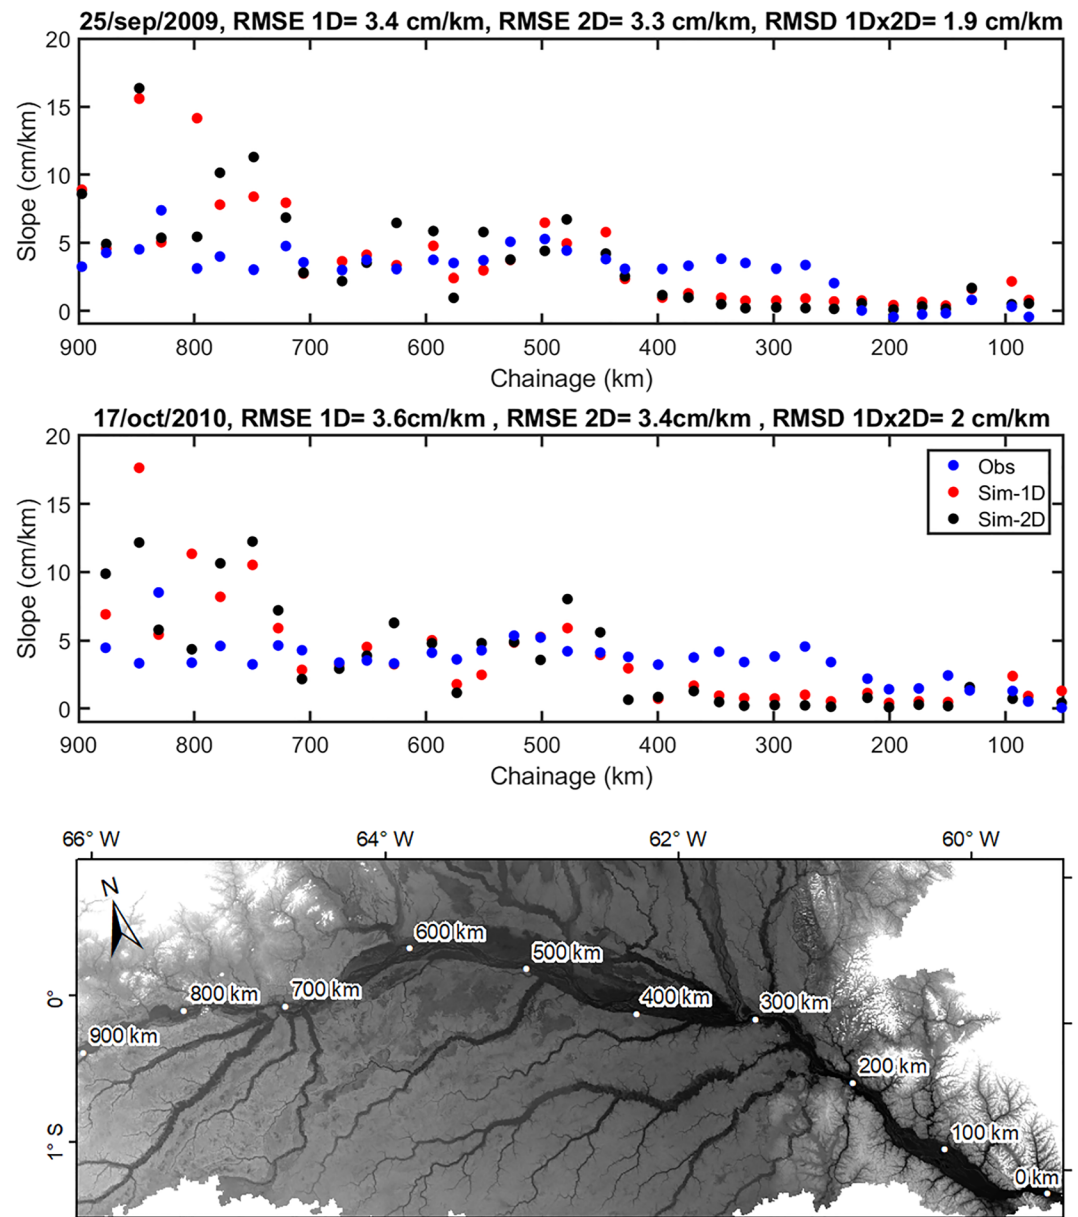 25/sep/2009, RMSE 1D= 3.4 cm/km, RMSE 2D= 3.3 cm/km, RMSD 1Dx2D= 1.9 cm/km
20
15
10
5
0
Slope (cm/km)
900 800 700 600 500 400 300 200 100
Chainage (km)
17/oct/2010, RMSE 1D= 3.6cm/km , RMSE 2D= 3.4cm/km , RMSD 1Dx2D= 2 cm/km
20
15
10
5
0
Slope (cm/km)
Obs
Sim-1D
Sim-2D
900 800 700 600 500 400 300 200 100
Chainage (km)
66° W 64° W 62° W 60° W
N
600 km
500 km
0°
800 km 700 km 400 km 300 km
900 km
200 km
1° S
100 km
0 km